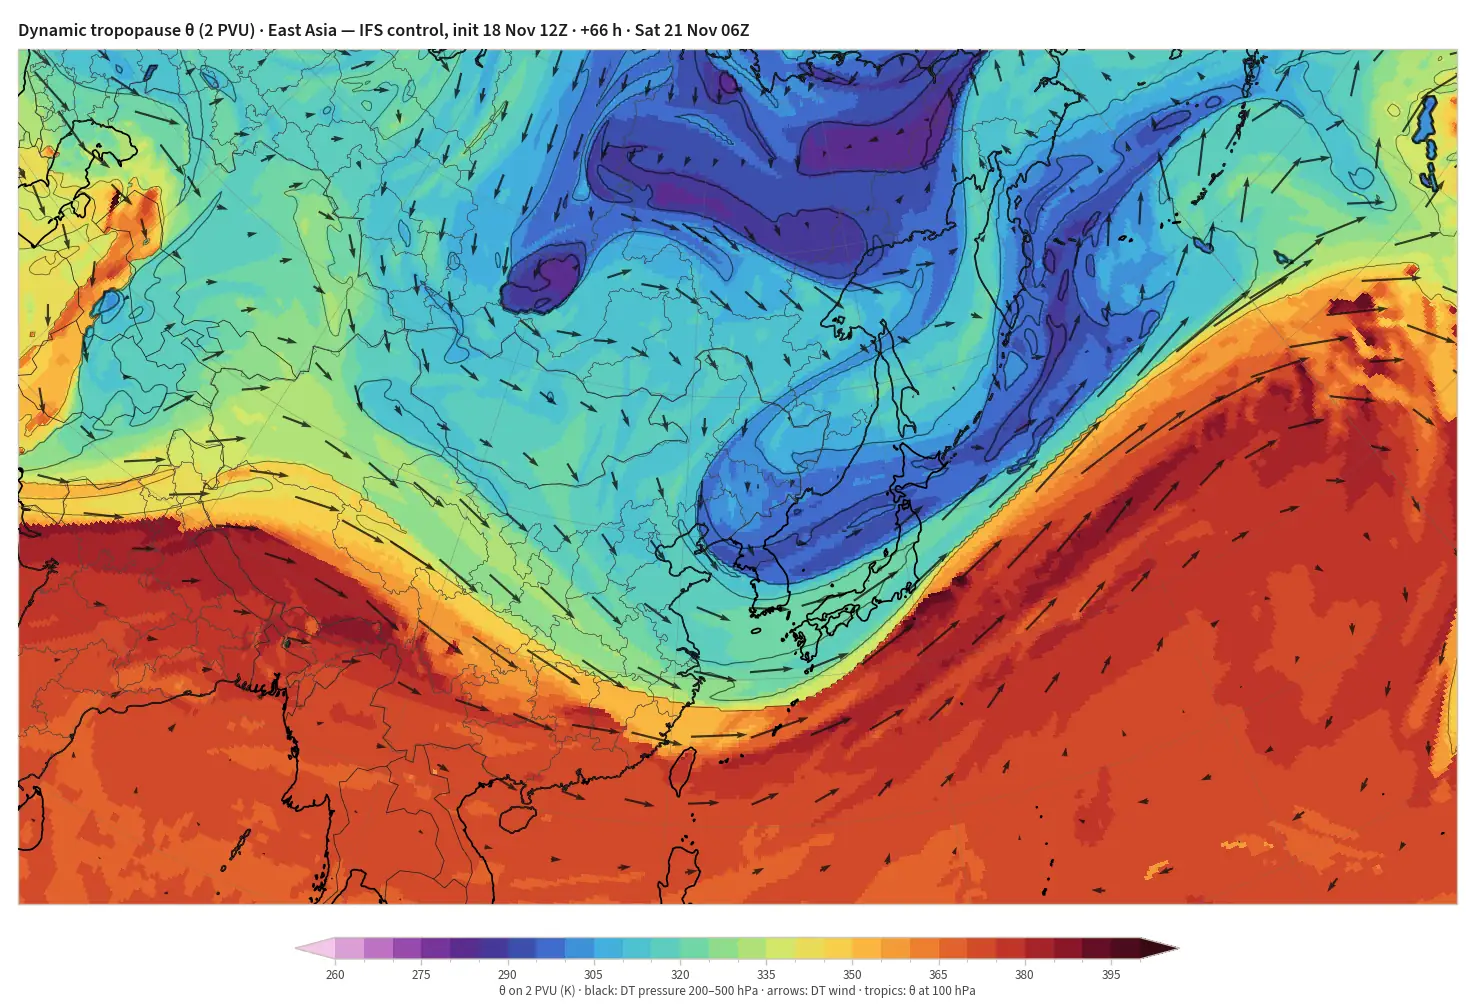 Dynamic tropopause θ (2 PVU) · East Asia — IFS control, init 18 Nov 12Z · +66 h · Sat 21 Nov 06Z
260 275 290 305 320 335 350 365 380 395
θ on 2 PVU (K) · black: DT pressure 200–500 hPa · arrows: DT wind · tropics: θ at 100 hPa